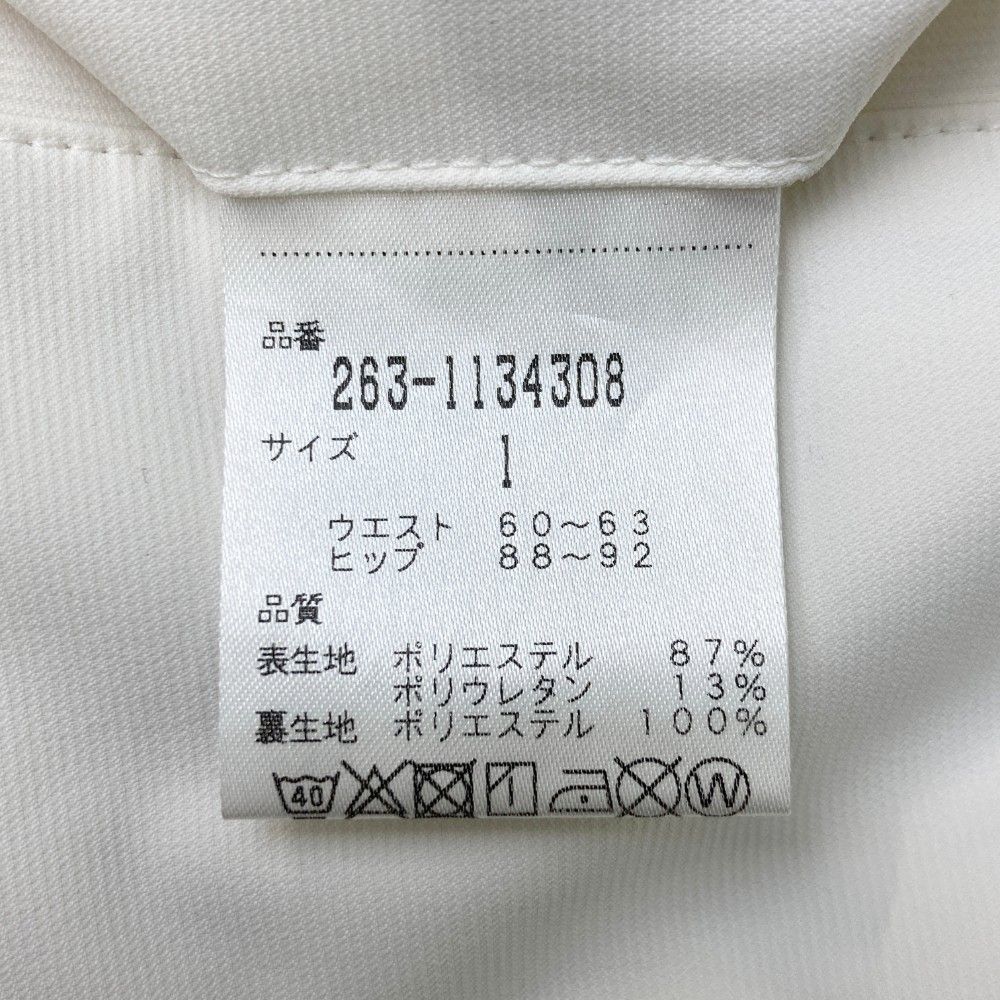 品番
263-1134308
サイズ 1
ウエスト 60~63
ヒップ 88~92
品質
表生地 ポリエステル 87%
ポリウレタン 13%
裏生地 ポリエステル 100%
40 W